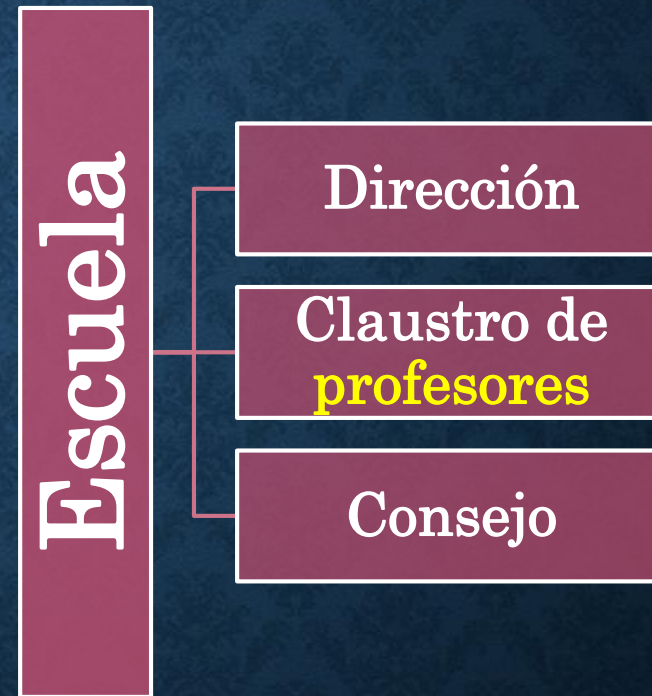 Escuela
Dirección
Claustro de
profesores
Consejo